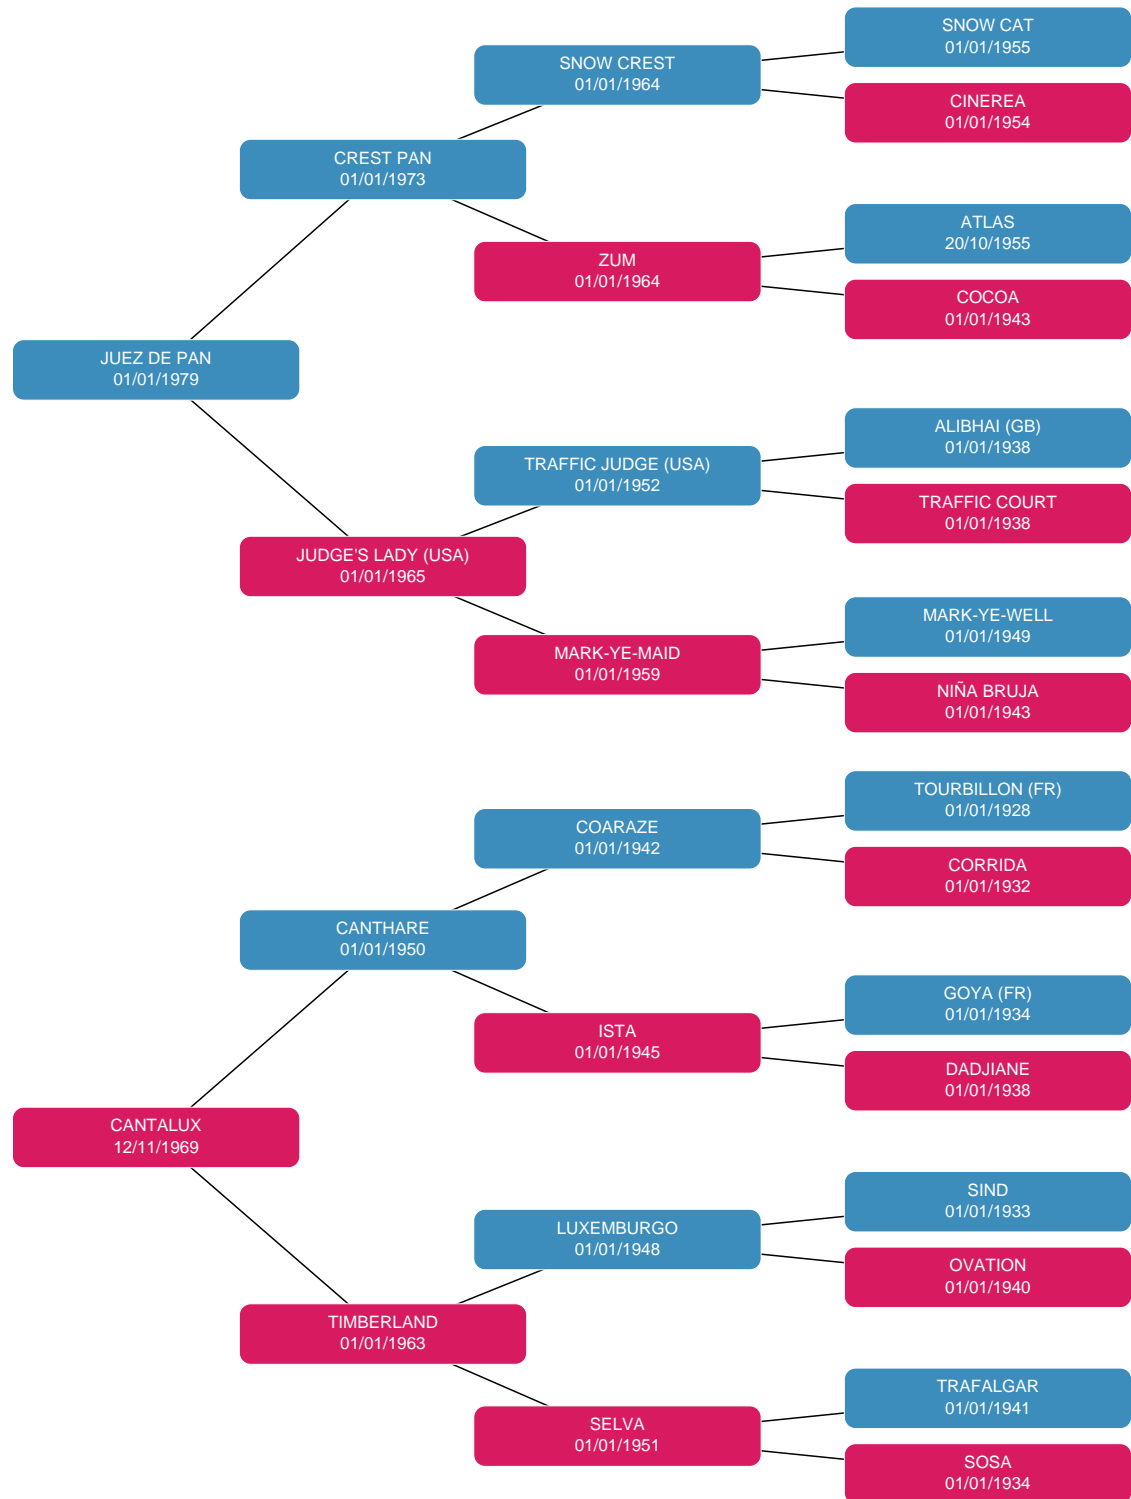 SNOW CAT
01/01/1955
SNOW CREST
01/01/1964
CINEREA
01/01/1954
CREST PAN
01/01/1973
ATLAS
20/10/1955
ZUM
01/01/1964
COCOA
01/01/1943
JUEZ DE PAN
01/01/1979
ALIBHAI (GB)
01/01/1938
TRAFFIC JUDGE (USA)
01/01/1952
TRAFFIC COURT
01/01/1938
JUDGE'S LADY (USA)
01/01/1965
MARK-YE-WELL
01/01/1949
MARK-YE-MAID
01/01/1959
NIÑA BRUJA
01/01/1943
TOURBILLON (FR)
01/01/1928
COARAZE
01/01/1942
CORRIDA
01/01/1932
CANTHARE
01/01/1950
GOYA (FR)
01/01/1934
ISTA
01/01/1945
DADJIANE
01/01/1938
CANTALUX
12/11/1969
SIND
01/01/1933
LUXEMBURGO
01/01/1948
OVATION
01/01/1940
TIMBERLAND
01/01/1963
TRAFALGAR
01/01/1941
SELVA
01/01/1951
SOSA
01/01/1934